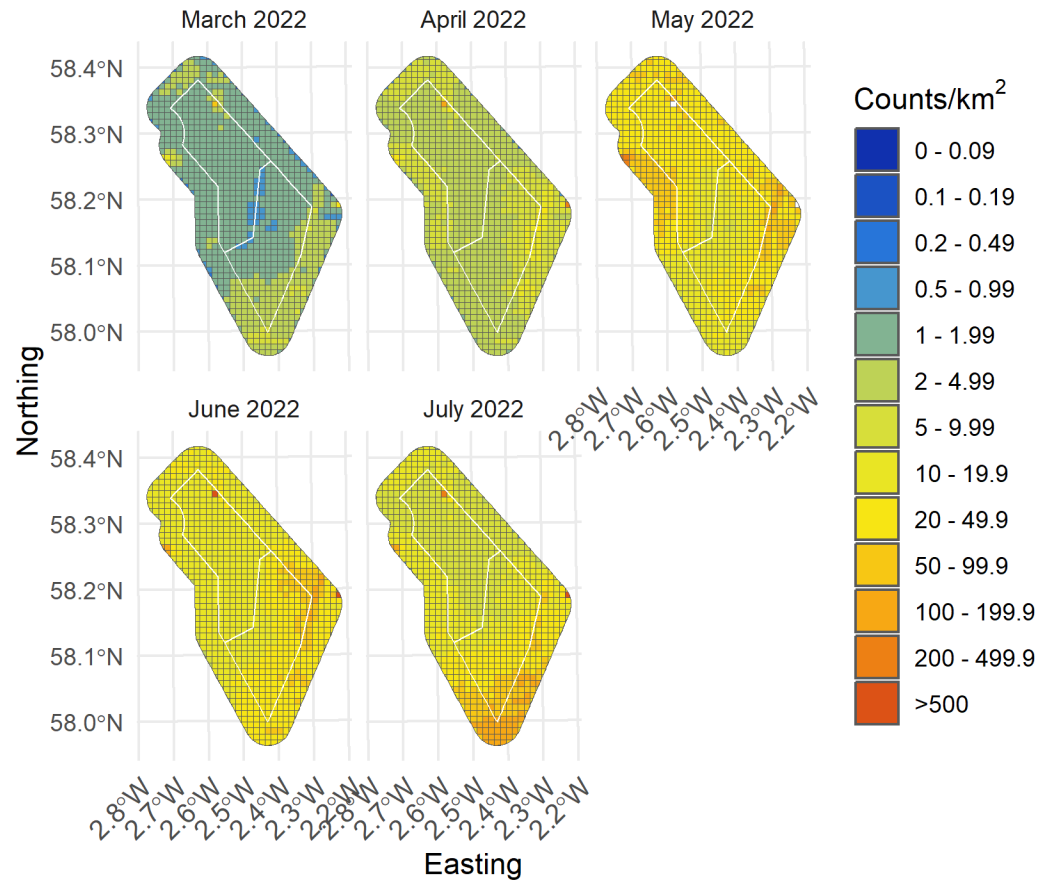 March 2022
April 2022
May 2022
58.4°N
58.3°N
58.2°N
58.1°N
58.0°N
2.8°W
2.7°W
2.6°W
2.5°W
2.4°W
2.3°W
2.2°W
June 2022
July 2022
58.4°N
58.3°N
58.2°N
58.1°N
58.0°N
2.8°W
2.7°W
2.6°W
2.5°W
2.4°W
2.3°W
2.2°W
2.8°W
2.7°W
2.6°W
2.5°W
2.4°W
2.3°W
2.2°W
Northing
Easting
Counts/km²
0 - 0.09
0.1 - 0.19
0.2 - 0.49
0.5 - 0.99
1 - 1.99
2 - 4.99
5 - 9.99
10 - 19.9
20 - 49.9
50 - 99.9
100 - 199.9
200 - 499.9
>500